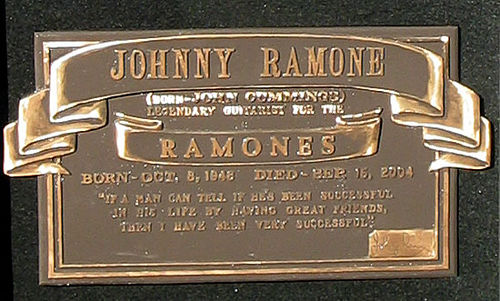 JOHNNY RAMONE
(BORN-JOHN CUMMINGS)
LEGENDARY GUITARIST FOR THE
RAMONES
BORN-OCT. 8, 1948 DIED-SEP. 15, 2004
"IF A MAN CAN TELL IF HE'S BEEN SUCCESSFUL
IN HIS LIFE BY HAVING GREAT FRIENDS,
THEN I HAVE BEEN VERY SUCCESSFUL"